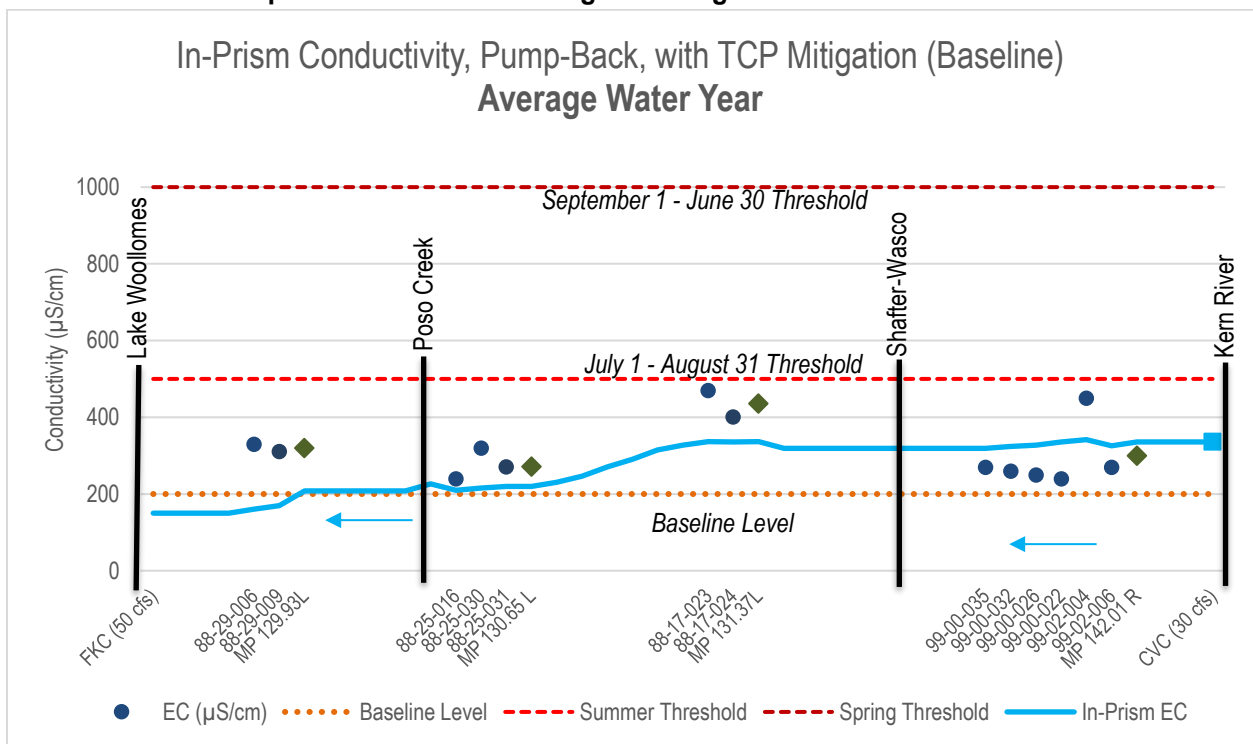 In-Prism Conductivity, Pump-Back, with TCP Mitigation (Baseline)
Average Water Year
Conductivity (µS/cm)
1000
800
600
400
200
0
September 1 - June 30 Threshold
July 1 - August 31 Threshold
Baseline Level
Lake Woollomes
Poso Creek
Shafter-Wasco
Kern River
FKC (50 cfs)
88-29-006
88-29-009
MP 129.93L
88-25-016
88-25-030
88-25-031
MP 130.65 L
88-17-023
88-17-024
MP 131.37L
99-00-035
99-00-032
99-00-026
99-00-022
99-02-004
99-02-006
MP 142.01 R
CVC (30 cfs)
EC (µS/cm) Baseline Level Summer Threshold Spring Threshold In-Prism EC